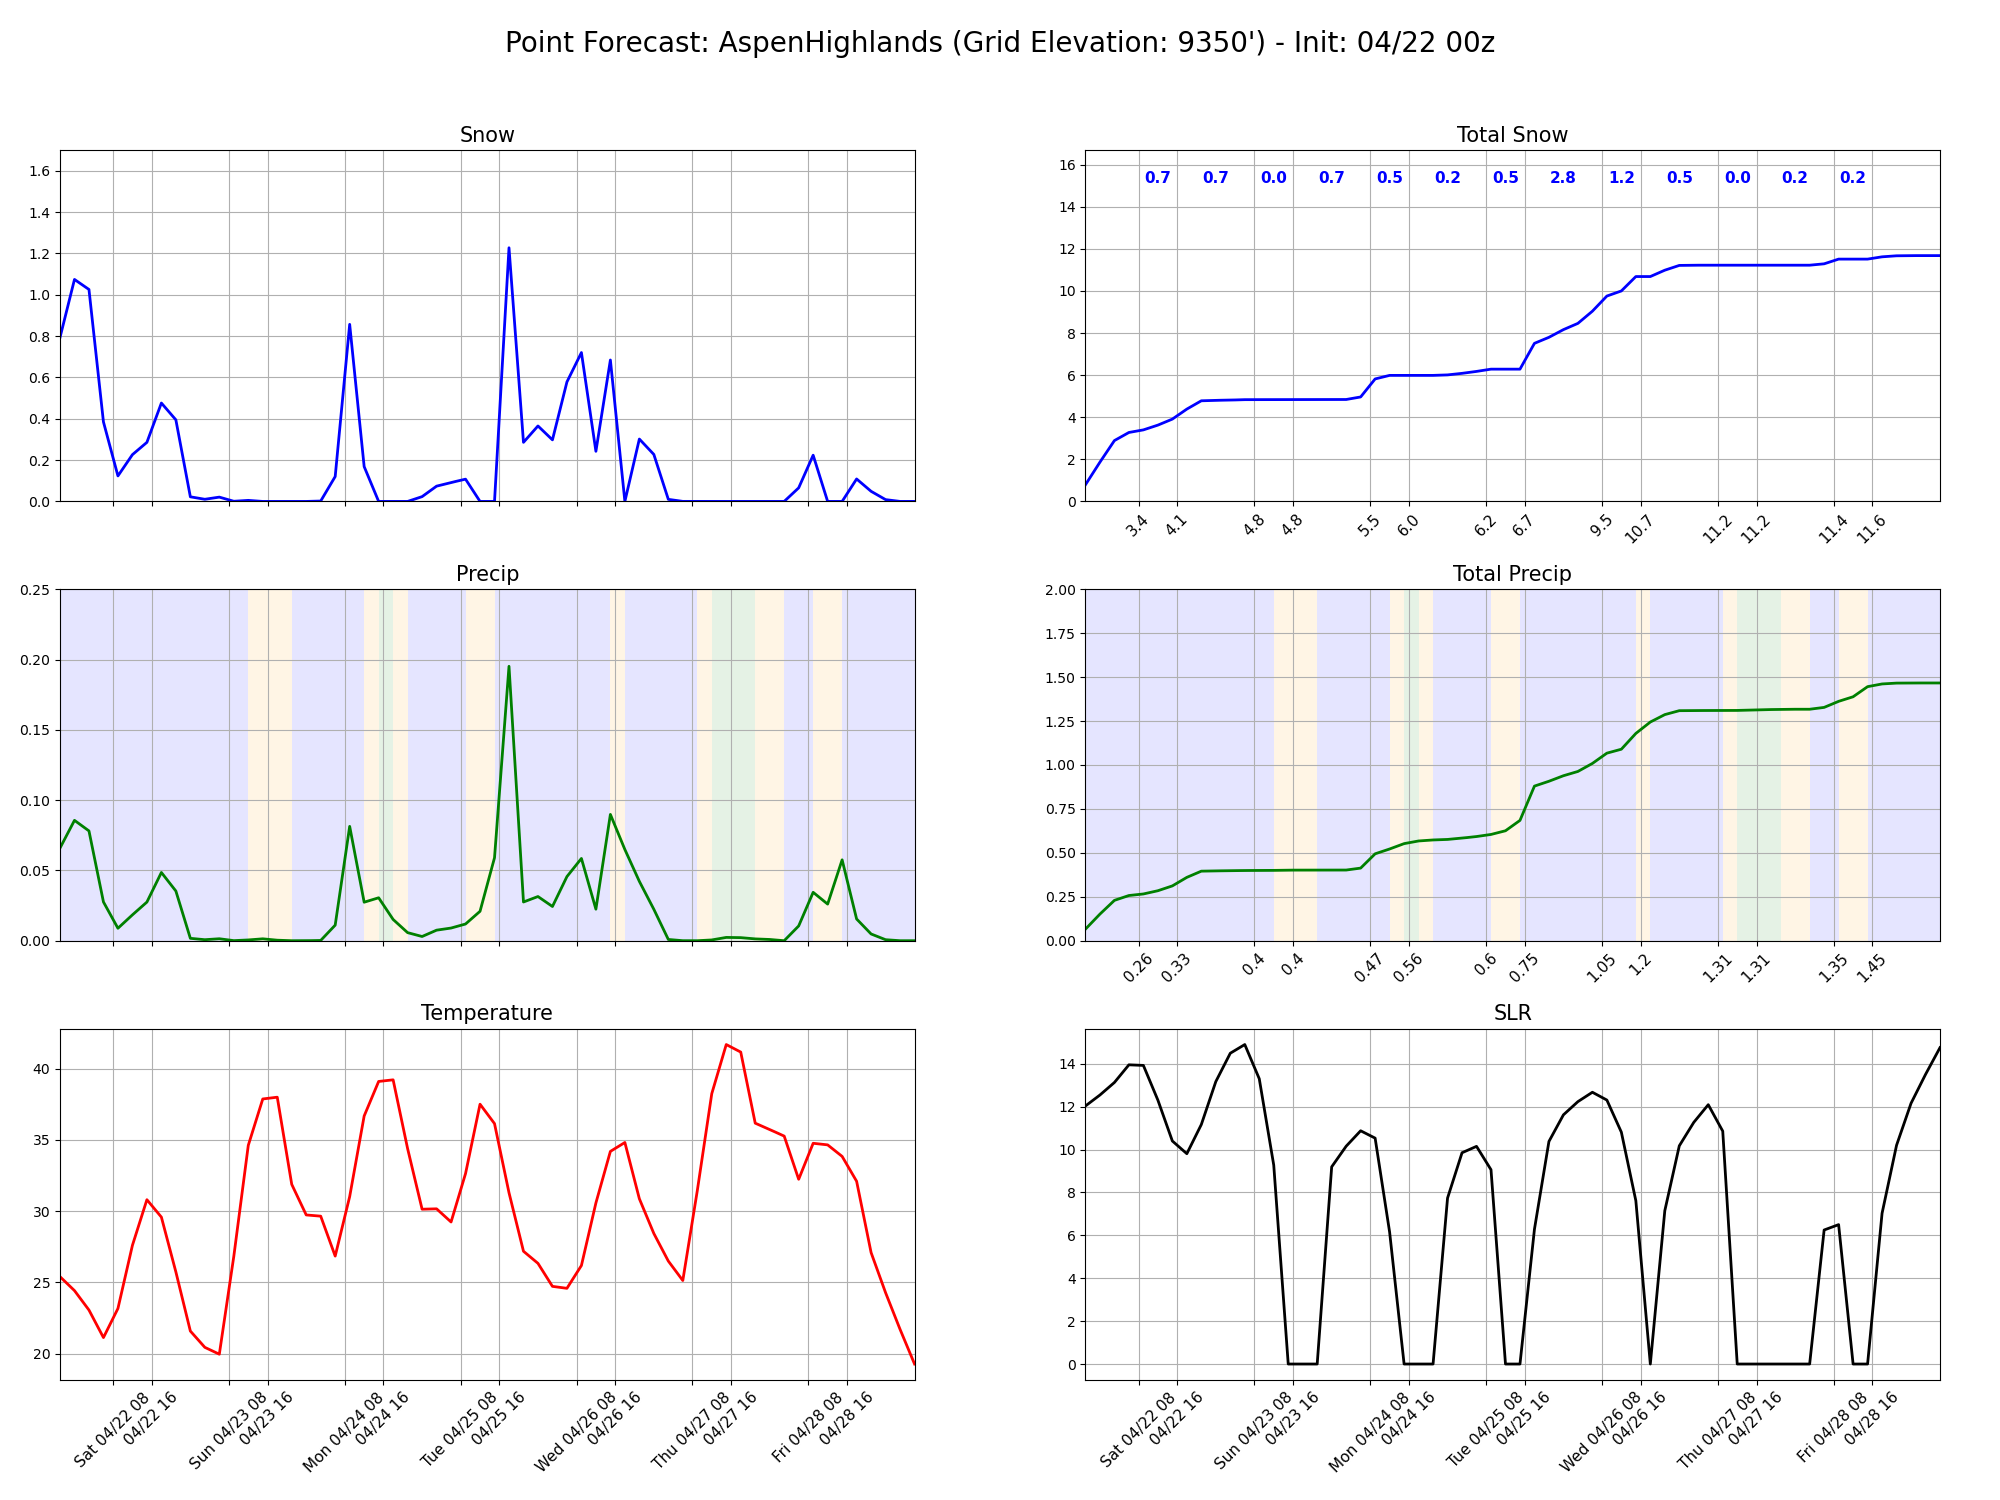 Point Forecast: AspenHighlands (Grid Elevation: 9350') - Init: 04/22 00z
Snow
1.6
1.4
1.2
1.0
0.8
0.6
0.4
0.2
0.0
Total Snow
16
14
12
10
8
6
4
2
0
0.7 0.7 0.0 0.7 0.5 0.2 0.5 2.8 1.2 0.5 0.0 0.2 0.2
3.4 4.1 4.8 4.8 5.5 6.0 6.2 6.7 9.5 10.7 11.2 11.2 11.4 11.6
Precip
0.25
0.20
0.15
0.10
0.05
0.00
Total Precip
2.00
1.75
1.50
1.25
1.00
0.75
0.50
0.25
0.00
0.26 0.33 0.4 0.4 0.47 0.56 0.6 0.75 1.05 1.2 1.31 1.31 1.35 1.45
Temperature
40
35
30
25
20
Sat 04/22 08
04/22 16
Sun 04/23 08
04/23 16
Mon 04/24 08
04/24 16
Tue 04/25 08
04/25 16
Wed 04/26 08
04/26 16
Thu 04/27 08
04/27 16
Fri 04/28 08
04/28 16
SLR
14
12
10
8
6
4
2
0
Sat 04/22 08
04/22 16
Sun 04/23 08
04/23 16
Mon 04/24 08
04/24 16
Tue 04/25 08
04/25 16
Wed 04/26 08
04/26 16
Thu 04/27 08
04/27 16
Fri 04/28 08
04/28 16